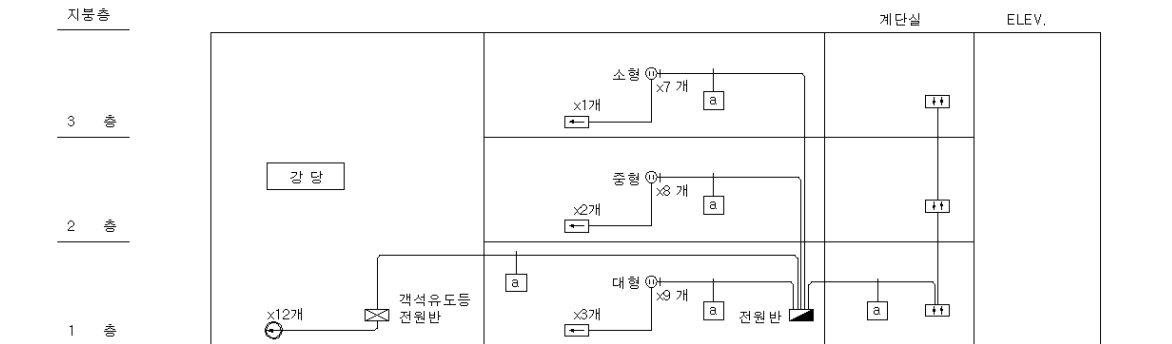 지붕층
계단실 ELEV.
소형 x7 개
a
x1개
3 층
강 당
중형 x8 개
a
x2개
2 층
a
대형 x9 개
a
a
객석유도등
전원반
x12개
x3개
전원반
1 층